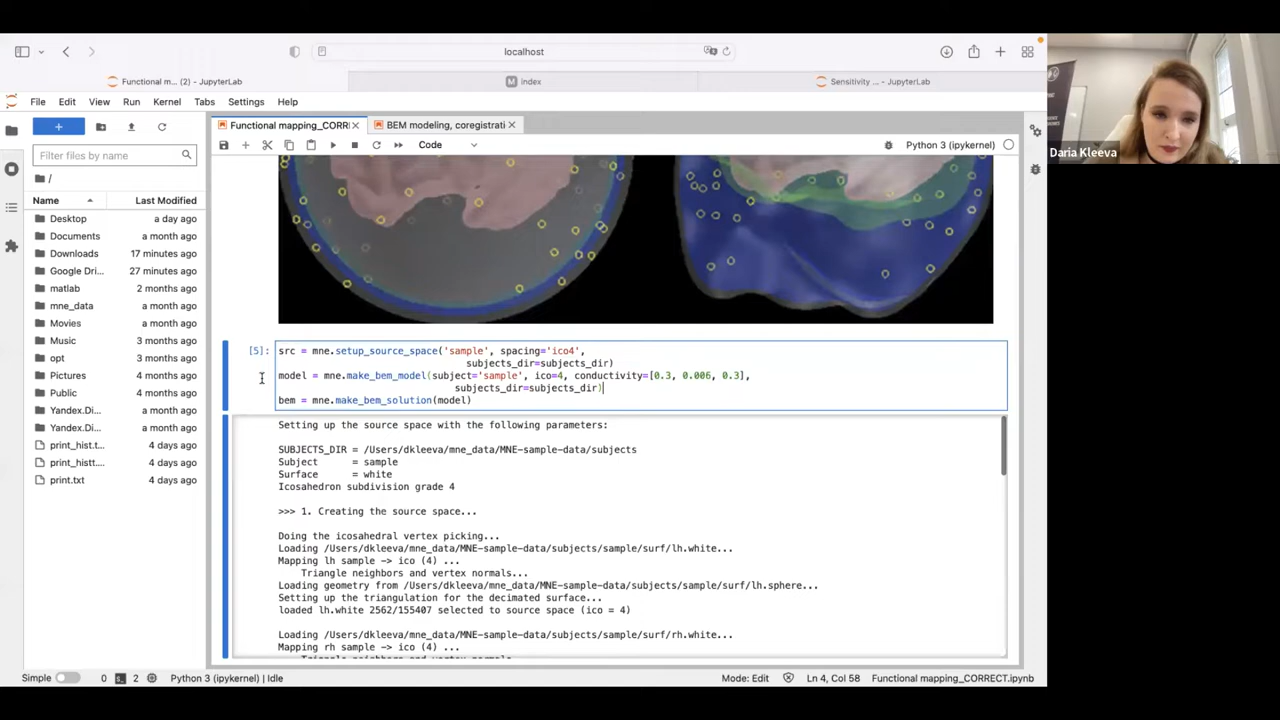 localhost
Functional m... (2) - JupyterLab
M index
Sensitivity ... - JupyterLab
Daria Kleeva
File Edit View Run Kernel Tabs Settings Help
Functional mapping_CORRI
BEM modeling, coregistrati
Code
Python 3 (ipykernel)
Filter files by name
/
Name Last Modified
Desktop a day ago
Documents a month ago
Downloads 17 minutes ago
Google Dri... 27 minutes ago
matlab 2 months ago
mne_data a month ago
Movies a month ago
Music 3 months ago
opt 3 months ago
Pictures 4 months ago
Public 4 months ago
Yandex.Di... 4 months ago
Yandex.Di... 4 months ago
print_hist.t... 4 days ago
print_histt.... 4 days ago
print.txt 4 days ago
[5]:
src = mne.setup_source_space('sample', spacing='ico4',
subjects_dir=subjects_dir)
model = mne.make_bem_model(subject='sample', ico=4, conductivity=[0.3, 0.006, 0.3],
subjects_dir=subjects_dir)
bem = mne.make_bem_solution(model)
Setting up the source space with the following parameters:
SUBJECTS_DIR = /Users/dkleeva/mne_data/MNE-sample-data/subjects
Subject = sample
Surface = white
Icosahedron subdivision grade 4
>>> 1. Creating the source space...
Doing the icosahedral vertex picking...
Loading /Users/dkleeva/mne_data/MNE-sample-data/subjects/sample/surf/lh.white...
Mapping lh sample -> ico (4) ...
Triangle neighbors and vertex normals...
Loading geometry from /Users/dkleeva/mne_data/MNE-sample-data/subjects/sample/surf/lh.sphere...
Setting up the triangulation for the decimated surface...
loaded lh.white 2562/155407 selected to source space (ico = 4)
Loading /Users/dkleeva/mne_data/MNE-sample-data/subjects/sample/surf/rh.white...
Mapping rh sample -> ico (4) ...
Triangle neighbors and vertex normals...
Simple 0 2 Python 3 (ipykernel) | Idle
Mode: Edit Ln 4, Col 58 Functional mapping_CORRECT.ipynb